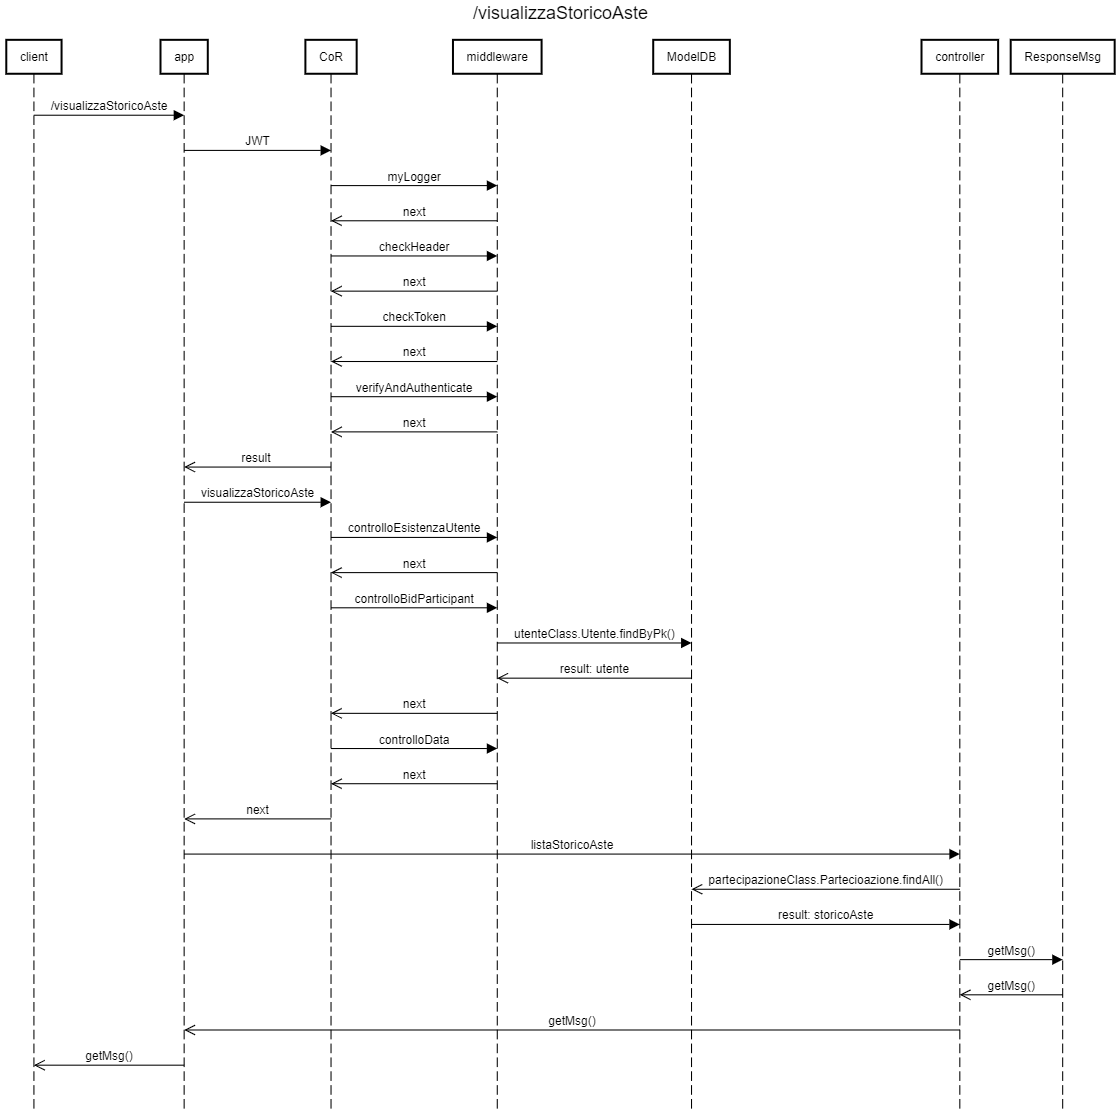 /visualizzaStoricoAste
client
app
CoR
middleware
ModelDB
controller
ResponseMsg
/visualizzaStoricoAste
JWT
myLogger
next
checkHeader
next
checkToken
next
verifyAndAuthenticate
next
result
visualizzaStoricoAste
controlloEsistenzaUtente
next
controlloBidParticipant
utenteClass.Utente.findByPk()
result: utente
next
controlloData
next
next
listaStoricoAste
partecipazioneClass.Partecioazione.findAll()
result: storicoAste
getMsg()
getMsg()
getMsg()
getMsg()